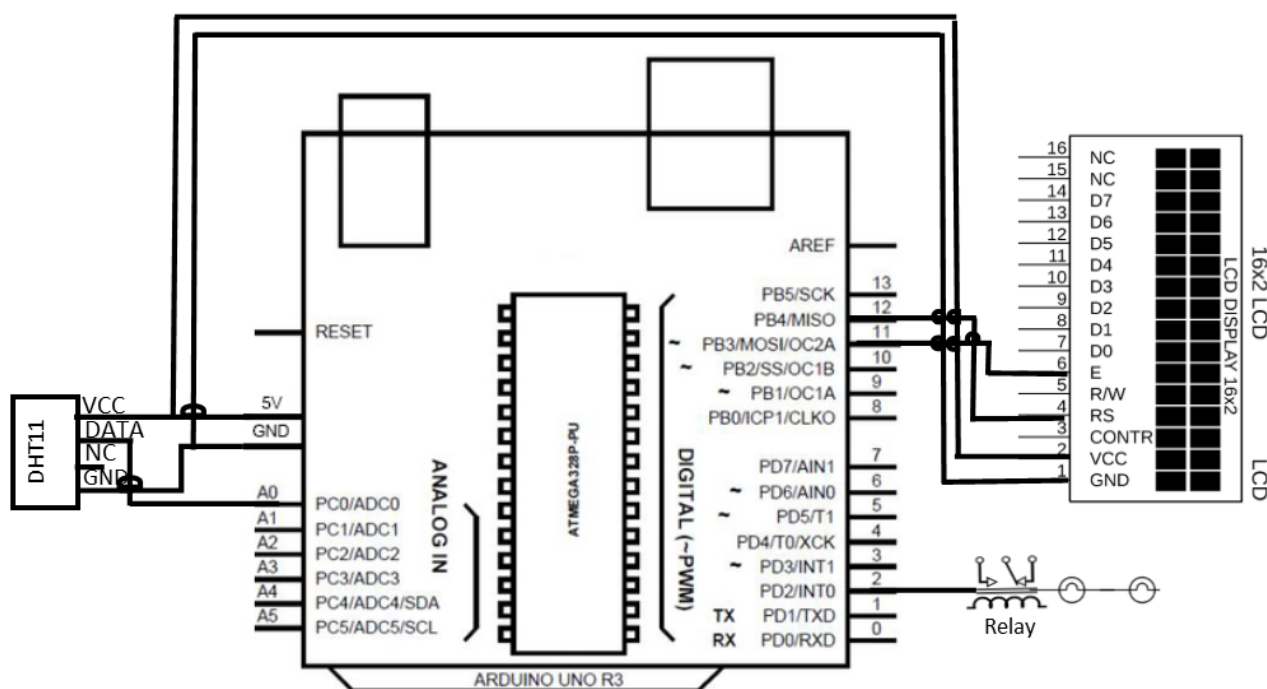 DHT11
VCC
DATA
NC
GND
RESET
5V
GND
A0 PC0/ADC0
A1 PC1/ADC1
A2 PC2/ADC2
A3 PC3/ADC3
A4 PC4/ADC4/SDA
A5 PC5/ADC5/SCL
ANALOG IN
ATMEGA328P-PU
DIGITAL (~PWM)
AREF
PB5/SCK 13
PB4/MISO 12
~ PB3/MOSI/OC2A 11
~ PB2/SS/OC1B 10
~ PB1/OC1A 9
PB0/ICP1/CLKO 8
PD7/AIN1 7
~ PD6/AIN0 6
~ PD5/T1 5
PD4/T0/XCK 4
~ PD3/INT1 3
PD2/INT0 2
TX PD1/TXD 1
RX PD0/RXD 0
ARDUINO UNO R3
16 NC
15 NC
14 D7
13 D6
12 D5
11 D4
10 D3
9 D2
8 D1
7 D0
6 E
5 R/W
4 RS
3 CONTR
2 VCC
1 GND
LCD DISPLAY 16x2
16x2 LCD
LCD
Relay